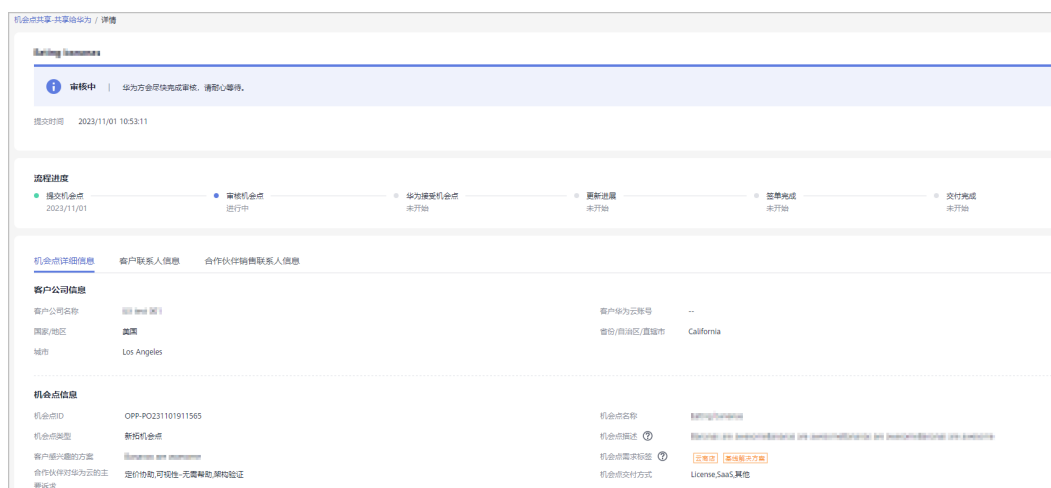 机会点共享-共享给华为 / 详情
审核中 | 华为方会尽快完成审核，请耐心等待。
提交时间 2023/11/01 10:53:11
流程进度
提交机会点 审核机会点 华为接受机会点 更新进展 签单完成 交付完成
2023/11/01 进行中 未开始 未开始 未开始 未开始
机会点详细信息 客户联系人信息 合作伙伴销售联系人信息
客户公司信息
客户公司名称 客户华为云账号 --
国家/地区 美国 省份/自治区/直辖市 California
城市 Los Angeles
机会点信息
机会点ID OPP-PO231101911565 机会点名称
机会点类型 新拓机会点 机会点描述
客户感兴趣的方案 机会点需求标签 云笔店 基线解决方案
合作伙伴对华为云的主 定价协助,可视性–无需帮助,架构验证 机会点交付方式 License,SaaS,其他
要诉求